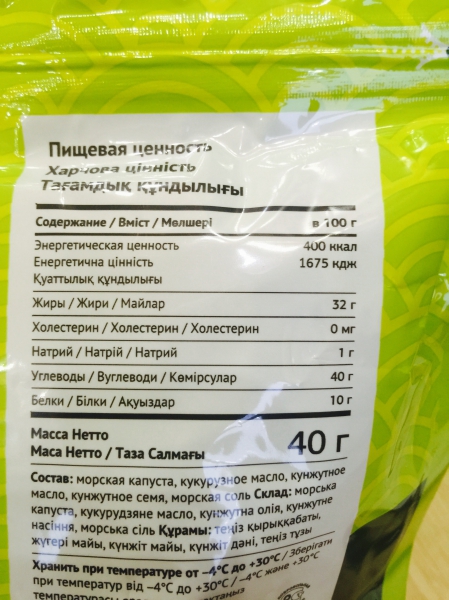 Пищевая ценность
Харчова цінність
Тағамдық құндылығы
Содержание / Вміст / Мөлшері в 100 г
Энергетическая ценность 400 ккал
Енергетична цінність 1675 кдж
Қуаттылық құндылығы
Жиры / Жири / Майлар 32 г
Холестерин / Холестерин / Холестерин 0 мг
Натрий / Натрій / Натрий 1 г
Углеводы / Вуглеводи / Көмірсулар 40 г
Белки / Білки / Ақуыздар 10 г
Масса Нетто
Маса Нетто / Таза Салмағы 40 г
Состав: морская капуста, кукурузное масло, кунжутное
масло, кунжутное семя, морская соль Склад: морська
капуста, кукурудзяне масло, кунжутна олія, кунжутне
насіння, морська сіль Құрамы: теңіз қырыққабаты,
жүгері майы, күнжіт майы, күнжіт дәні, теңіз тұзы
Хранить при температуре от –4°C до +30°C / Зберігати
при температур від –4°C до +30°C / –4°C және +30°C